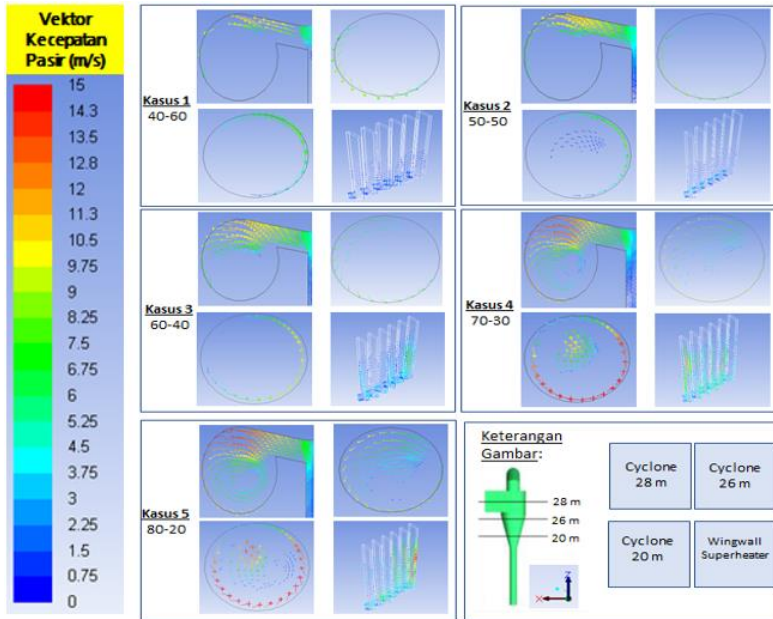 Vektor
Kecepatan
Pasir (m/s)
15
14.3
13.5
12.8
12
11.3
10.5
9.75
9
8.25
7.5
6.75
6
5.25
4.5
3.75
3
2.25
1.5
0.75
0
Kasus 1
40-60
Kasus 2
50-50
Kasus 3
60-40
Kasus 4
70-30
Kasus 5
80-20
Keterangan
Gambar:
28 m
26 m
20 m
X
Z
Cyclone
28 m
Cyclone
26 m
Cyclone
20 m
Wingwall
Superheater